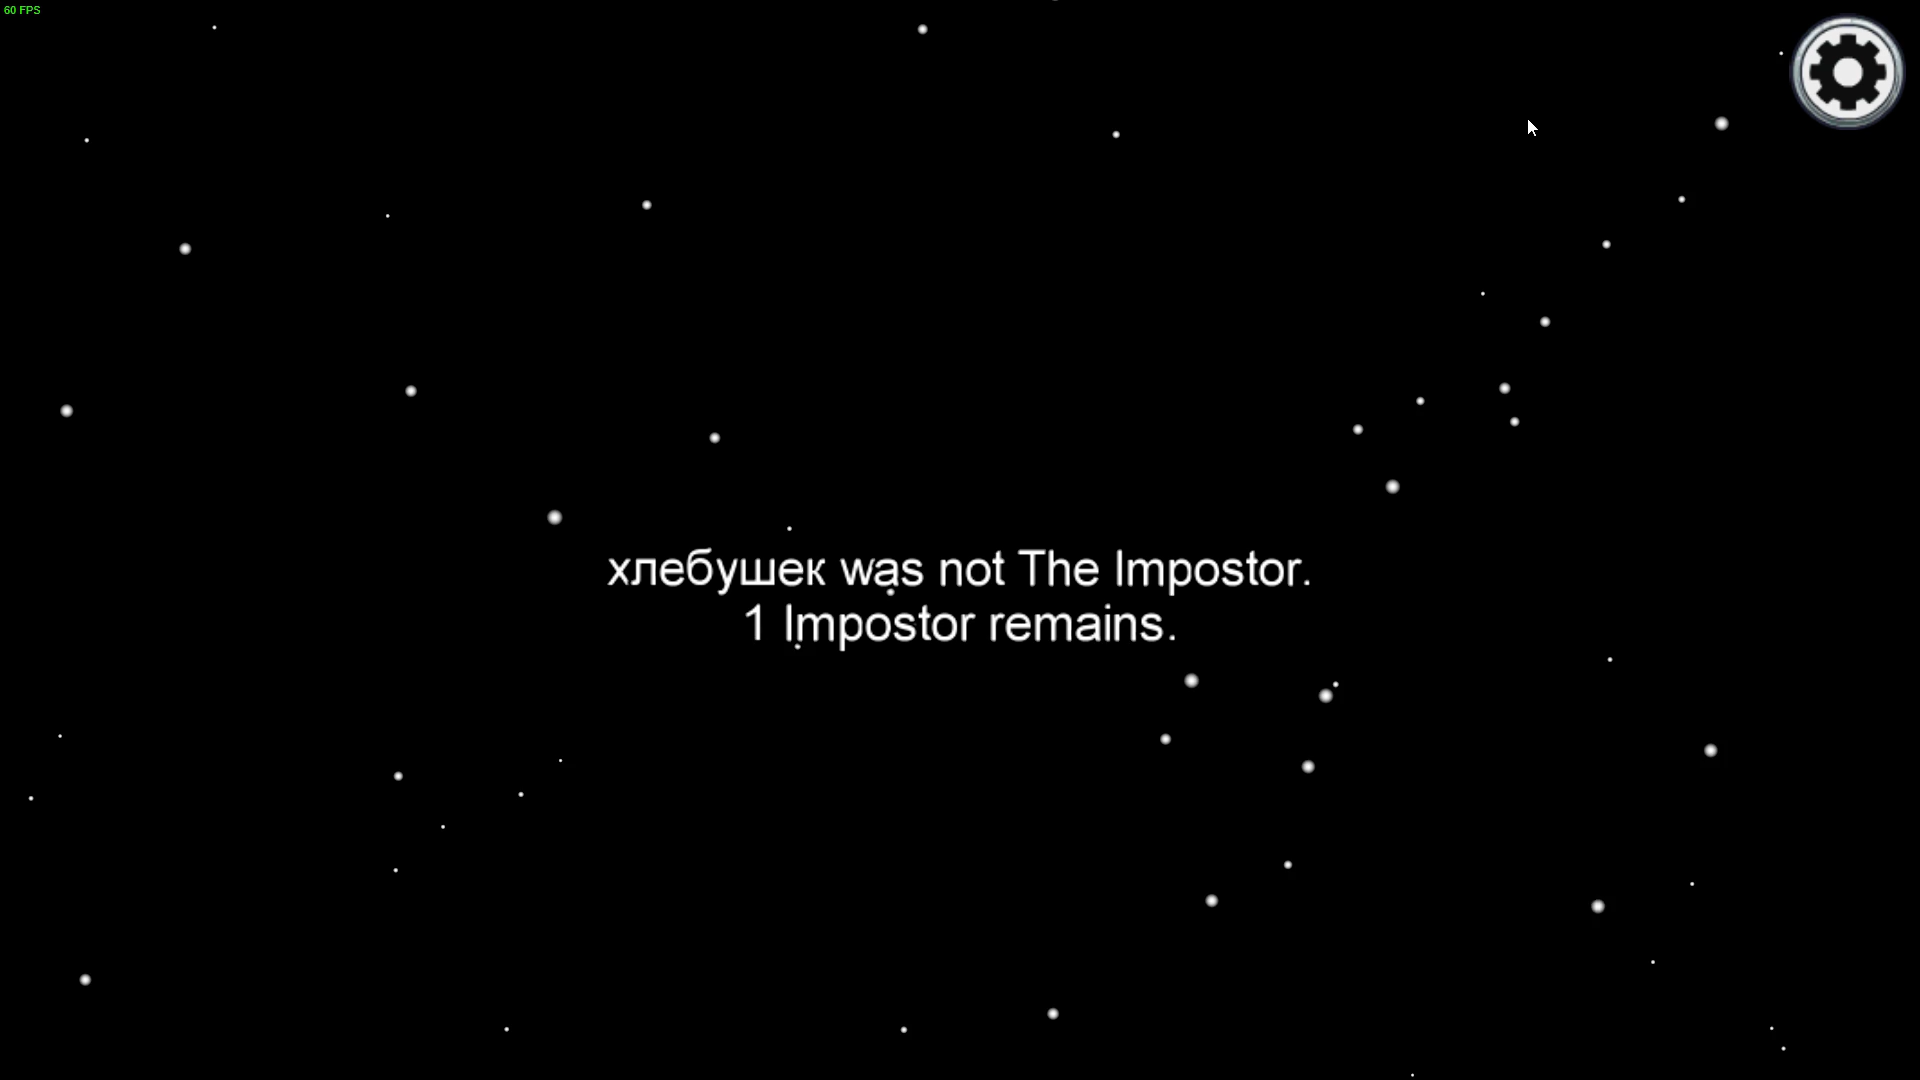 60 FPS
хлебушек was not The Impostor.
1 Impostor remains.